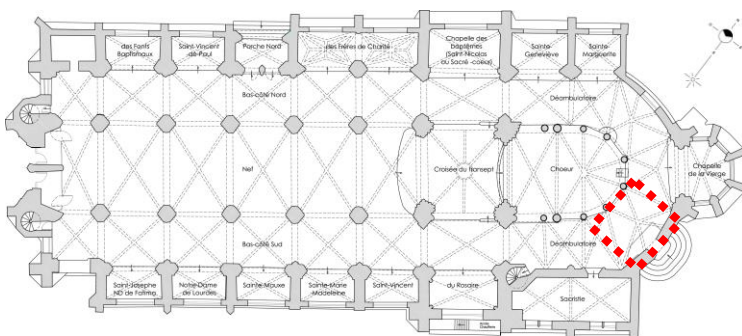 des Fonts
Baptismaux
Saint-Vincent
de-Paul
Porche Nord
des Frères de Charité
Chapelle des
baptêmes
(Saint-Nicolas
ou Sacré-coeur)
Sainte-
Geneviève
Sainte-
Marguerite
Bas-côté Nord
Déambulatoire
Nef
Croisée du transept
Choeur
Chapelle
de la Vierge
Bas-côté Sud
Déambulatoire
Saint-Josephe
ND de Fatima
Notre-Dame
de Lourdes
Sainte-Mauxe
Sainte-Marie
Madeleine
Saint-Vincent
du Rosaire
Sacristie